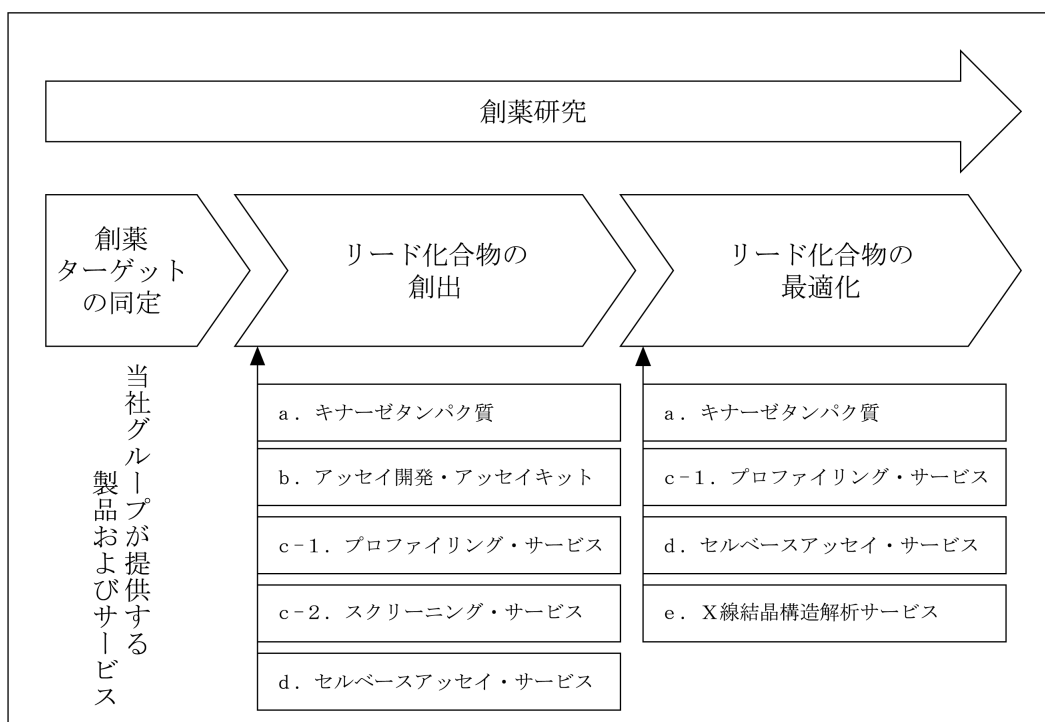 創薬研究
創薬
ターゲット
の同定
リード化合物の
創出
リード化合物の
最適化
当社グループが提供する
製品およびサービス
a．キナーゼタンパク質
b．アッセイ開発・アッセイキット
c-1．プロファイリング・サービス
c-2．スクリーニング・サービス
d．セルベースアッセイ・サービス
a．キナーゼタンパク質
c-1．プロファイリング・サービス
d．セルベースアッセイ・サービス
e．X線結晶構造解析サービス